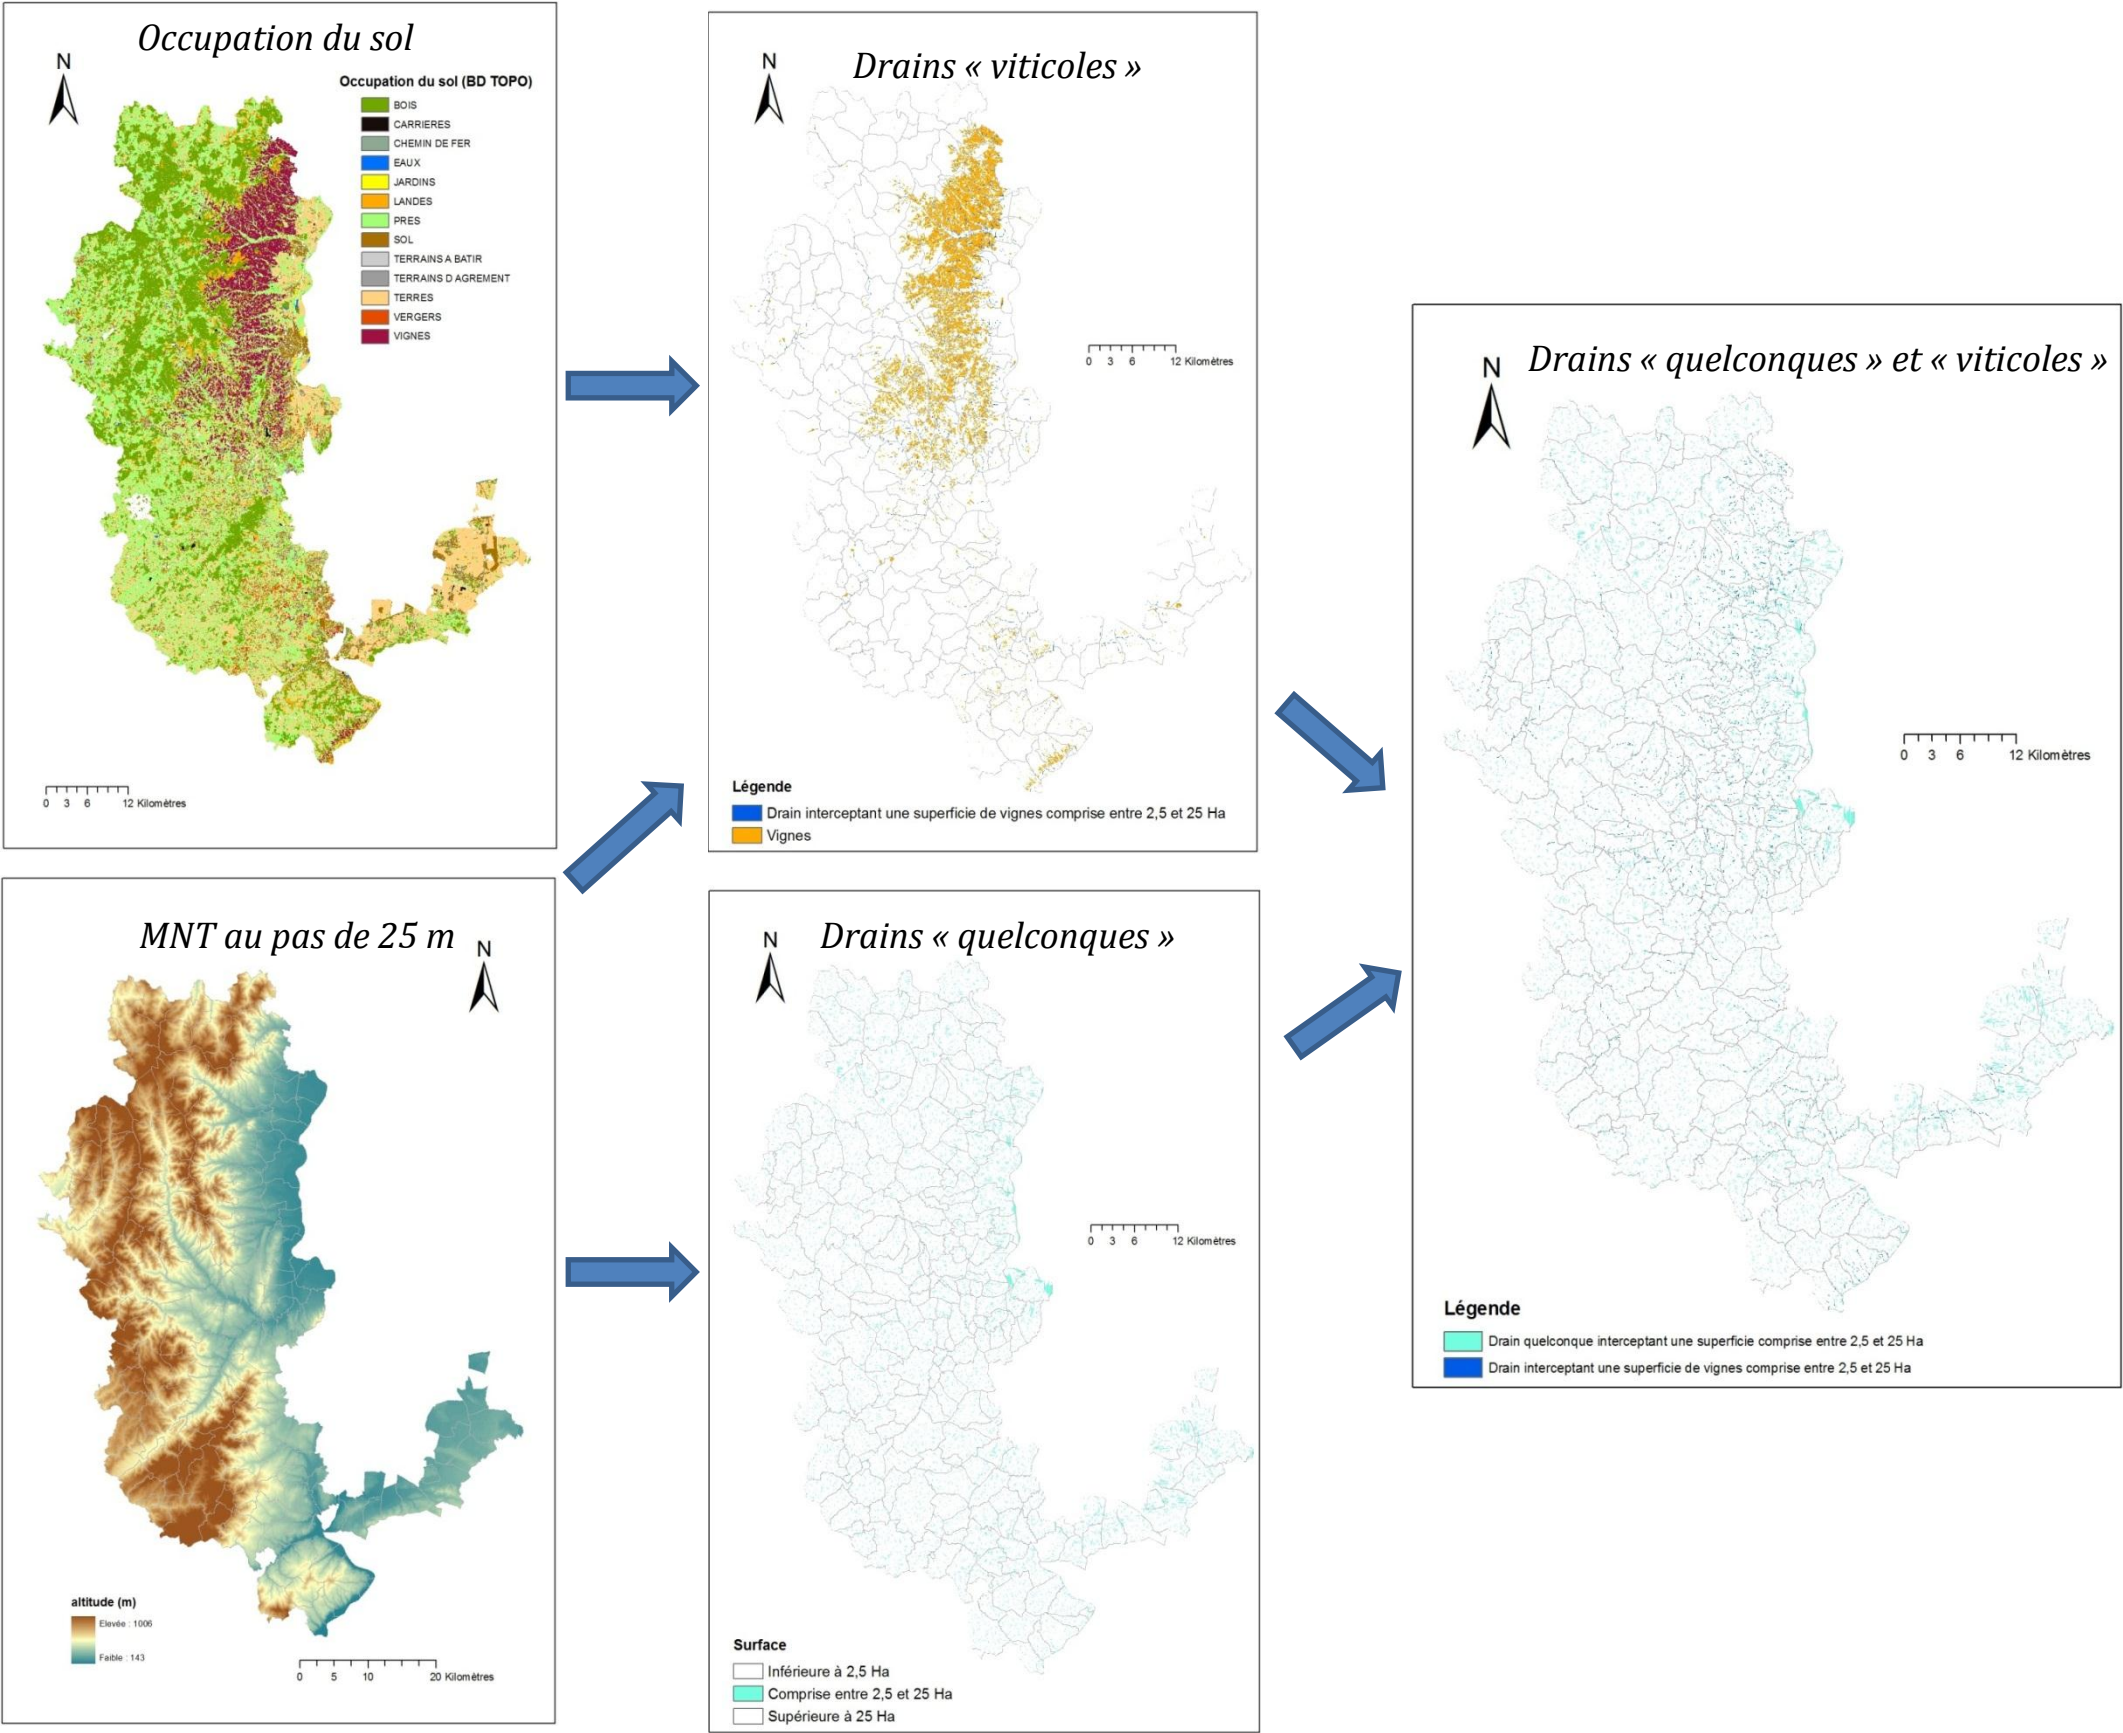 Occupation du sol
N
Occupation du sol (BD TOPO)
BOIS
CARRIERES
CHEMIN DE FER
EAUX
JARDINS
LANDES
PRES
SOL
TERRAINS A BATIR
TERRAINS D AGREMENT
TERRES
VERGERS
VIGNES
0 3 6 12 Kilomètres
Drains « viticoles »
N
0 3 6 12 Kilomètres
Légende
Drain interceptant une superficie de vignes comprise entre 2,5 et 25 Ha
Vignes
MNT au pas de 25 m
N
altitude (m)
Elevée : 1006
Faible : 143
0 5 10 20 Kilomètres
Drains « quelconques »
N
0 3 6 12 Kilomètres
Surface
Inférieure à 2,5 Ha
Comprise entre 2,5 et 25 Ha
Supérieure à 25 Ha
Drains « quelconques » et « viticoles »
N
0 3 6 12 Kilomètres
Légende
Drain quelconque interceptant une superficie comprise entre 2,5 et 25 Ha
Drain interceptant une superficie de vignes comprise entre 2,5 et 25 Ha